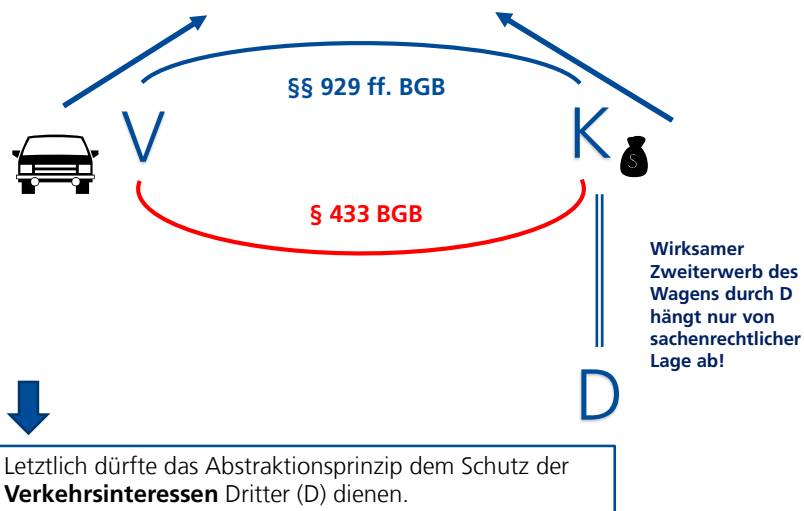 §§ 929 ff. BGB
V
K
S
§ 433 BGB
Wirksamer
Zweiterwerb des
Wagens durch D
hängt nur von
sachenrechtlicher
Lage ab!
D
Letztlich dürfte das Abstraktionsprinzip dem Schutz der
Verkehrsinteressen Dritter (D) dienen.